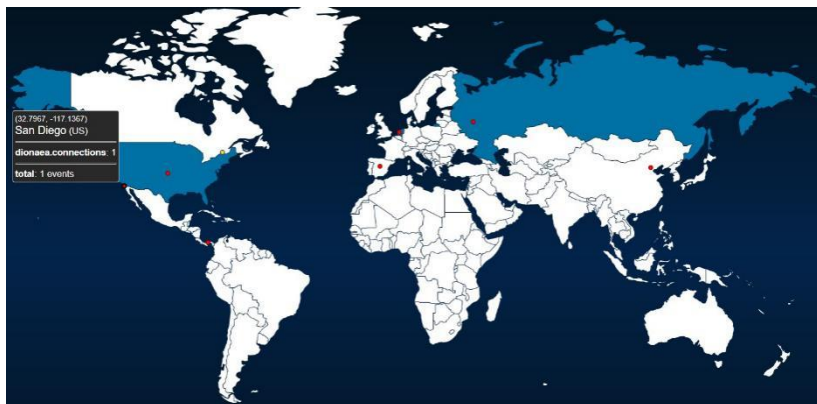 (32.7967, -117.1367)
San Diego (US)
dionaea.connections: 1
total: 1 events